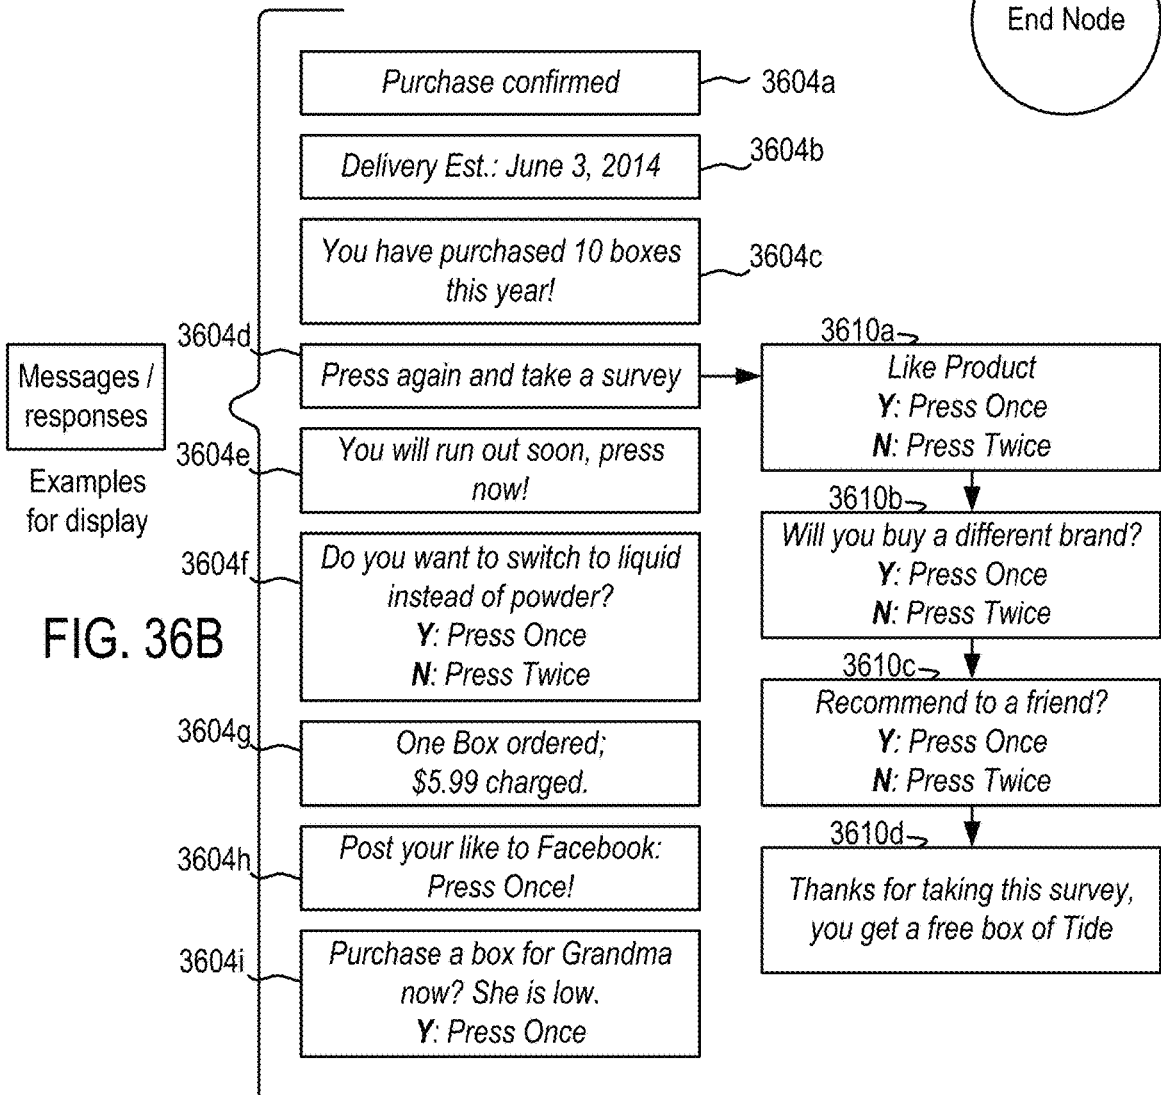 End Node
Purchase confirmed
3604a
Delivery Est.: June 3, 2014
3604b
You have purchased 10 boxes
this year!
3604c
3604d
Press again and take a survey
Messages /
responses
Examples
for display
3604e
You will run out soon, press
now!
3604f
Do you want to switch to liquid
instead of powder?
Y: Press Once
N: Press Twice
FIG. 36B
3604g
One Box ordered;
$5.99 charged.
3604h
Post your like to Facebook:
Press Once!
3604i
Purchase a box for Grandma
now? She is low.
Y: Press Once
3610a
Like Product
Y: Press Once
N: Press Twice
3610b
Will you buy a different brand?
Y: Press Once
N: Press Twice
3610c
Recommend to a friend?
Y: Press Once
N: Press Twice
3610d
Thanks for taking this survey,
you get a free box of Tide